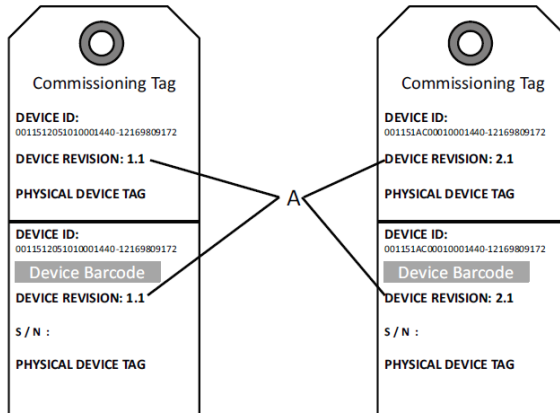 Commissioning Tag
DEVICE ID:
0011512051010001440-12169809172
DEVICE REVISION: 1.1
PHYSICAL DEVICE TAG
DEVICE ID:
0011512051010001440-12169809172
Device Barcode
DEVICE REVISION: 1.1
S / N :
PHYSICAL DEVICE TAG
A
Commissioning Tag
DEVICE ID:
001151AC00010001440-12169809172
DEVICE REVISION: 2.1
PHYSICAL DEVICE TAG
DEVICE ID:
001151AC00010001440-12169809172
Device Barcode
DEVICE REVISION: 2.1
S / N :
PHYSICAL DEVICE TAG